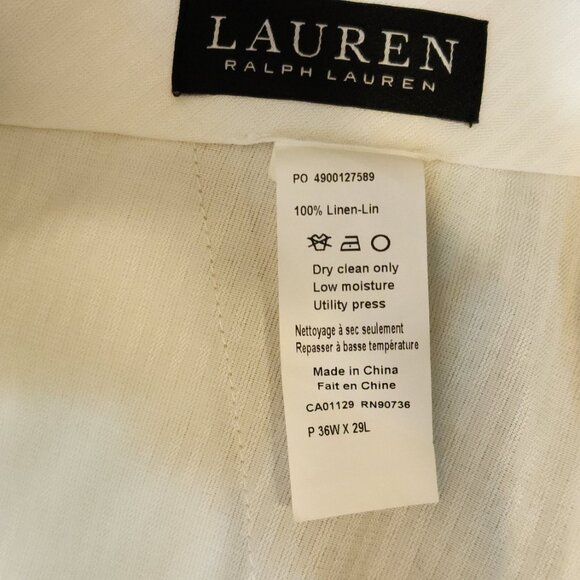 LAUREN
RALPH LAUREN
PO 4900127589
100% Linen-Lin
Dry clean only
Low moisture
Utility press
Nettoyage à sec seulement
Repasser à basse température
Made in China
Fait en Chine
CA01129 RN90736
P 36W X 29L